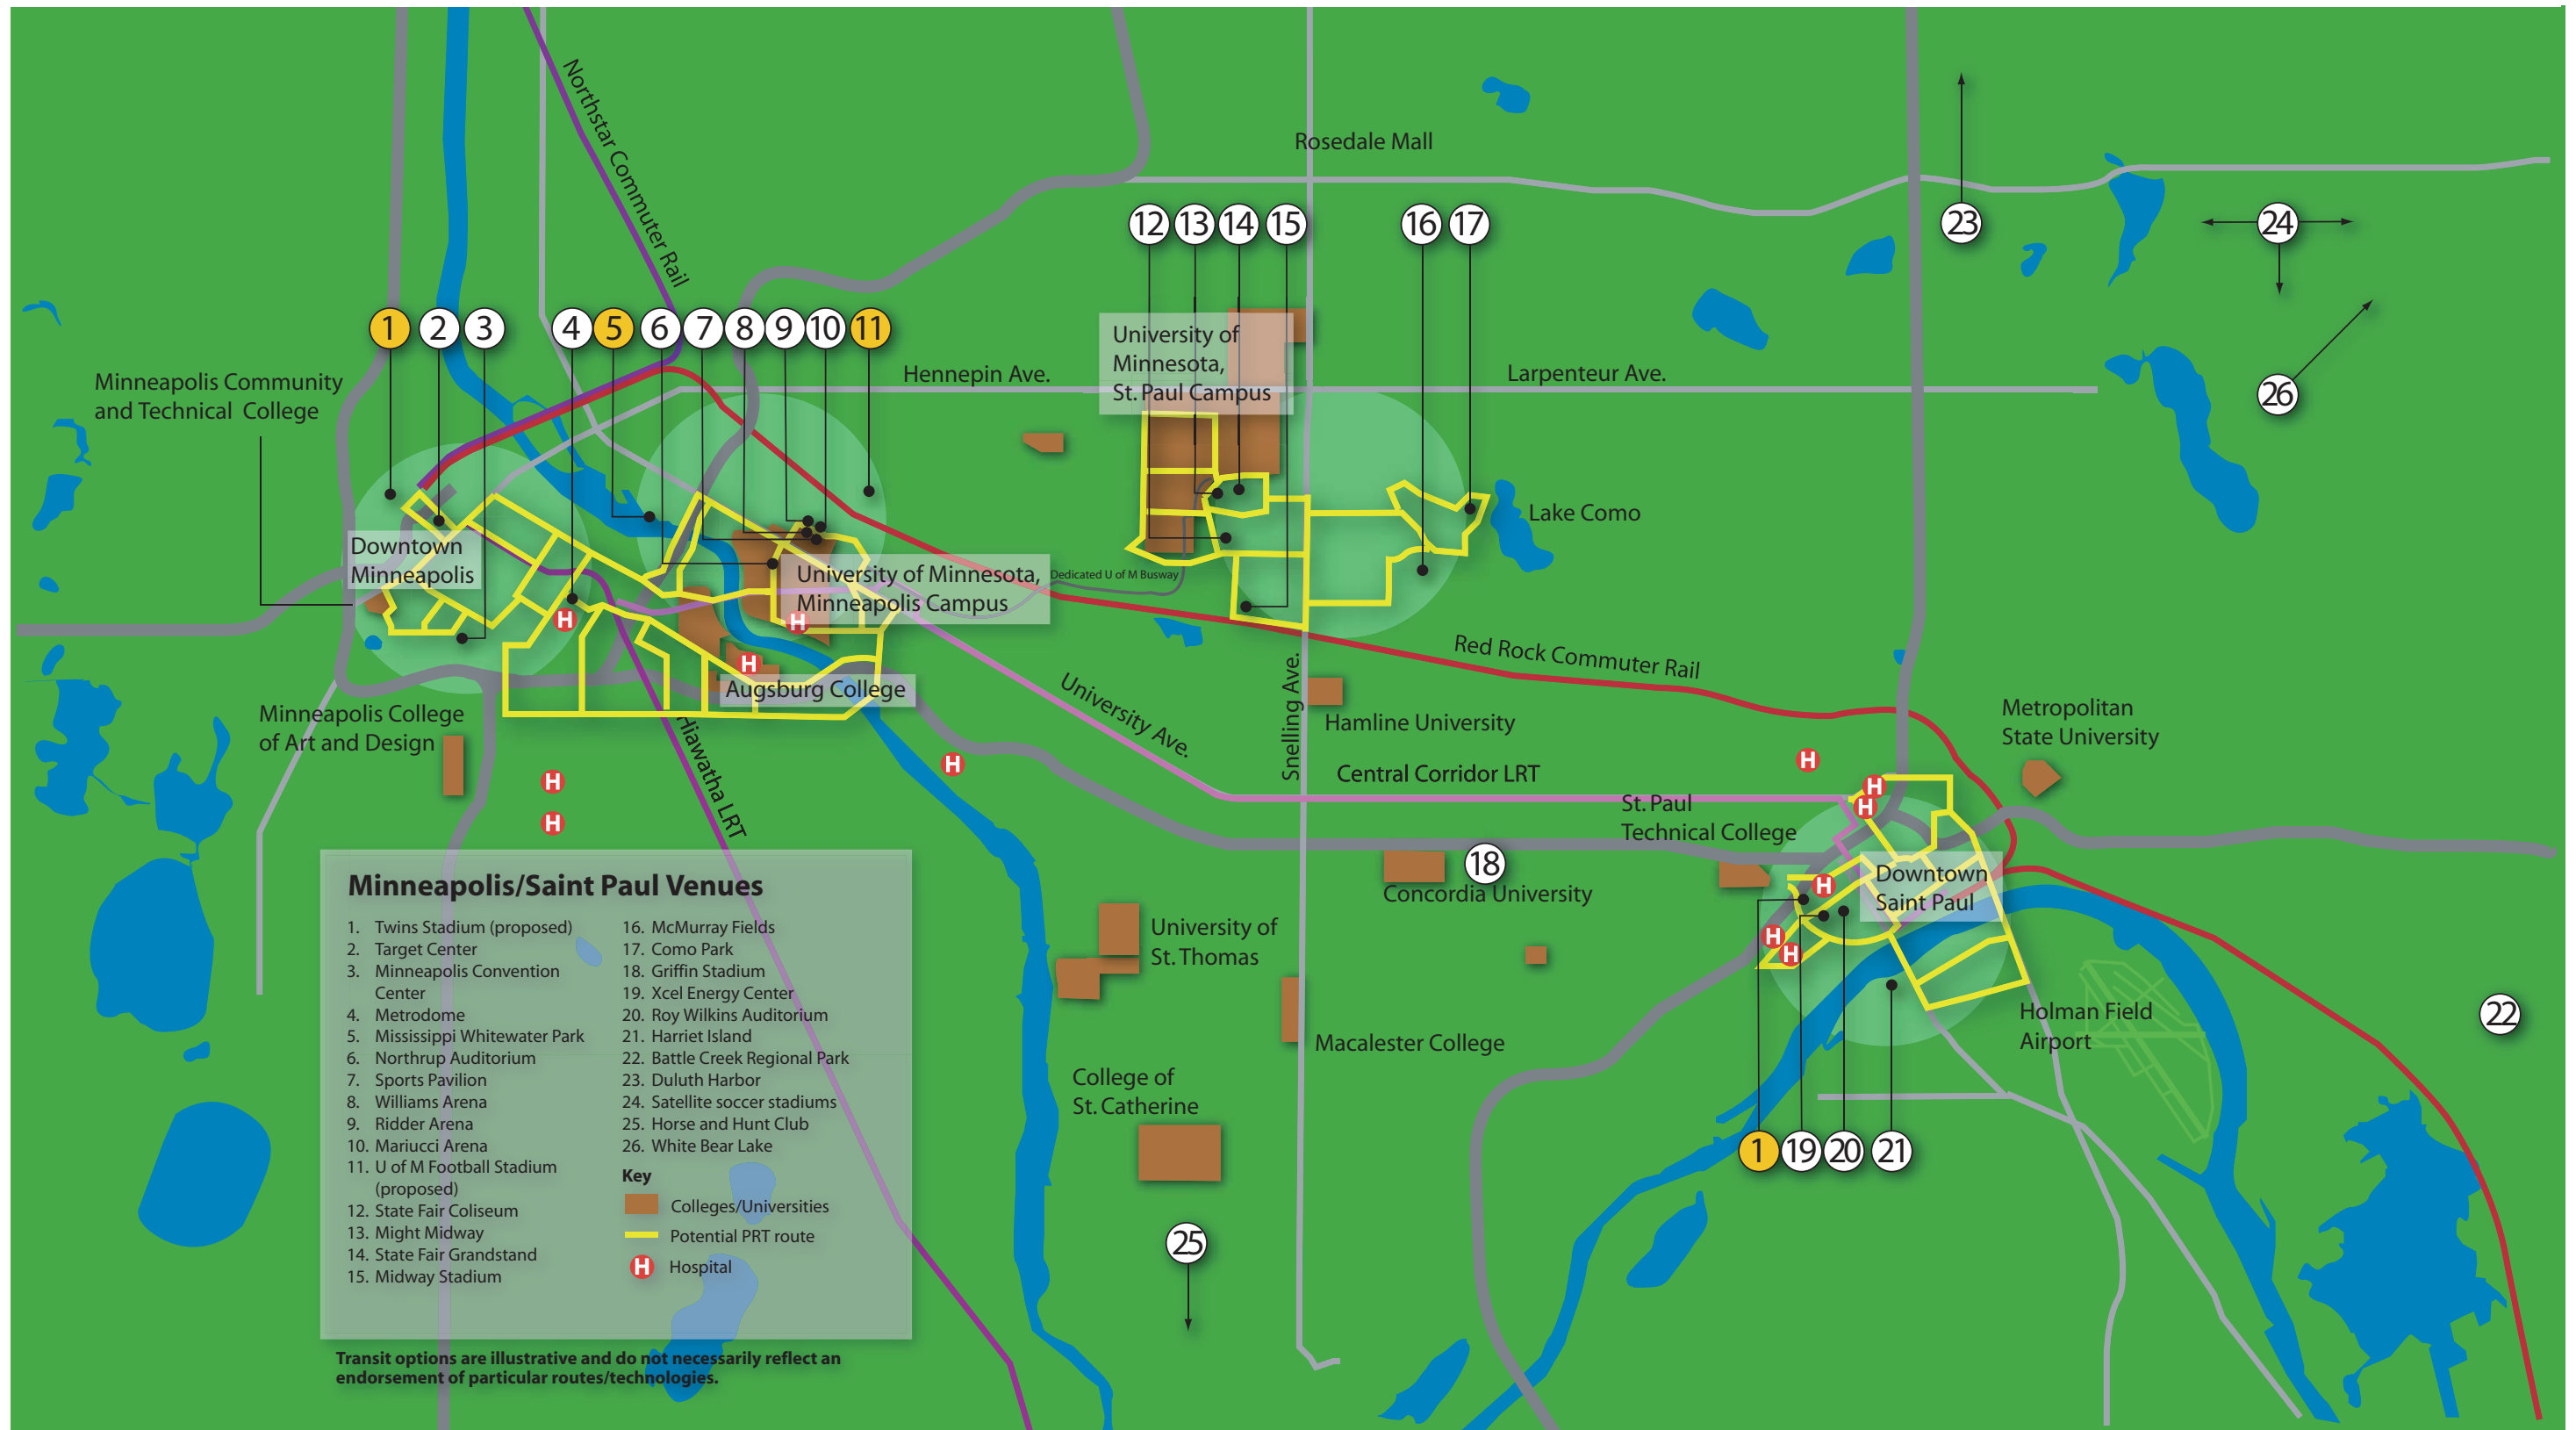 Northstar Commuter Rail
Rosedale Mall
23
24
26
12
13
14
15
16
17
1
2
3
4
5
6
7
8
9
10
11
Minneapolis Community
and Technical College
Hennepin Ave.
University of
Minnesota,
St. Paul Campus
Larpenteur Ave.
Lake Como
Downtown
Minneapolis
University of Minnesota,
Minneapolis Campus
Dedicated U of M Busway
H
H
H
Augsburg College
Red Rock Commuter Rail
University Ave.
Snelling Ave.
Hamline University
Metropolitan
State University
Minneapolis College
of Art and Design
Hiawatha LRT
H
H
H
Central Corridor LRT
H
H
H
St. Paul
Technical College
18
Concordia University
Downtown
Saint Paul
H
H
H
University of
St. Thomas
Macalester College
College of
St. Catherine
25
Holman Field
Airport
22
1
19
20
21
Minneapolis/Saint Paul Venues
1. Twins Stadium (proposed)
2. Target Center
3. Minneapolis Convention
Center
4. Metrodome
5. Mississippi Whitewater Park
6. Northrup Auditorium
7. Sports Pavilion
8. Williams Arena
9. Ridder Arena
10. Mariucci Arena
11. U of M Football Stadium
(proposed)
12. State Fair Coliseum
13. Might Midway
14. State Fair Grandstand
15. Midway Stadium
16. McMurray Fields
17. Como Park
18. Griffin Stadium
19. Xcel Energy Center
20. Roy Wilkins Auditorium
21. Harriet Island
22. Battle Creek Regional Park
23. Duluth Harbor
24. Satellite soccer stadiums
25. Horse and Hunt Club
26. White Bear Lake
Key
Colleges/Universities
Potential PRT route
H Hospital
Transit options are illustrative and do not necessarily reflect an
endorsement of particular routes/technologies.